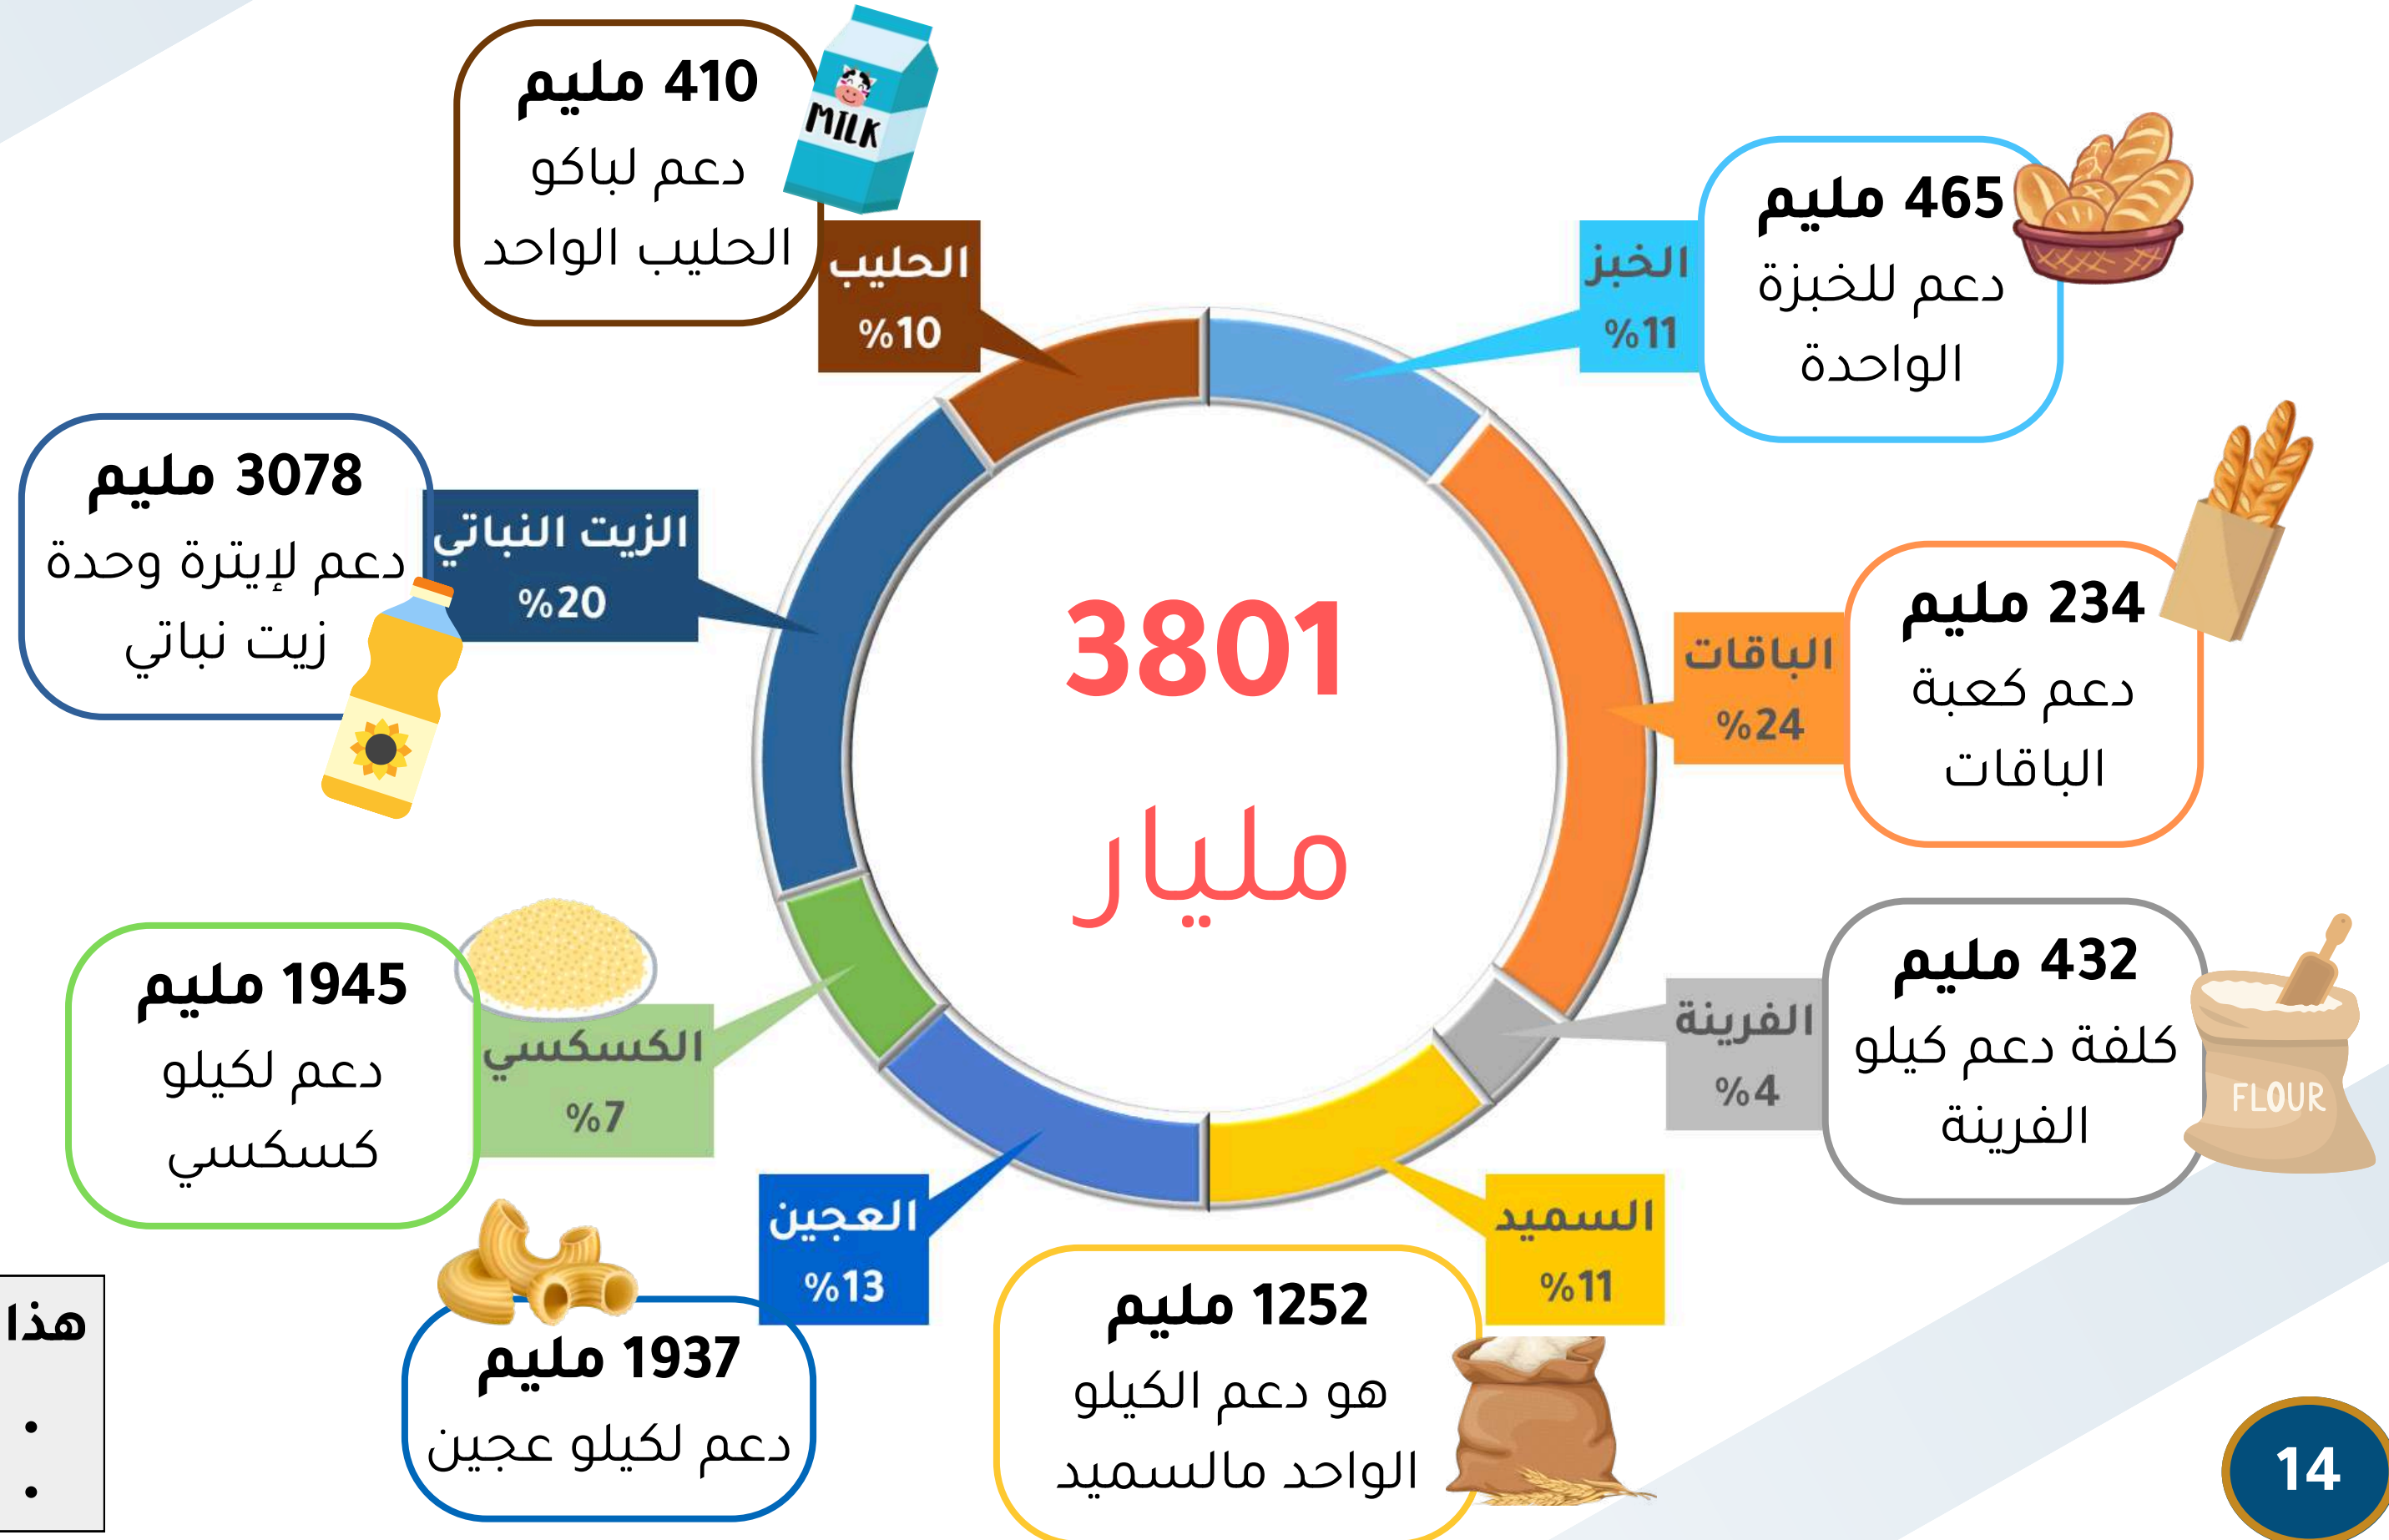 410 مليم
دعم لباكو
الحليب الواحد
MILK
الحليب
%10
465 مليم
دعم للخبزة
الواحدة
الخبز
%11
3078 مليم
دعم لإيترة وحدة
زيت نباتي
الزيت النباتي
%20
234 مليم
دعم كعبة
الباقات
الباقات
%24
3801
مليار
1945 مليم
دعم لكيلو
كسكسي
الكسكسي
%7
432 مليم
كلفة دعم كيلو
الفرينة
الفرينة
%4
FLOUR
العجين
%13
1937 مليم
دعم لكيلو عجين
السميد
%11
1252 مليم
هو دعم الكيلو
الواحد مالسميد
هذا
14